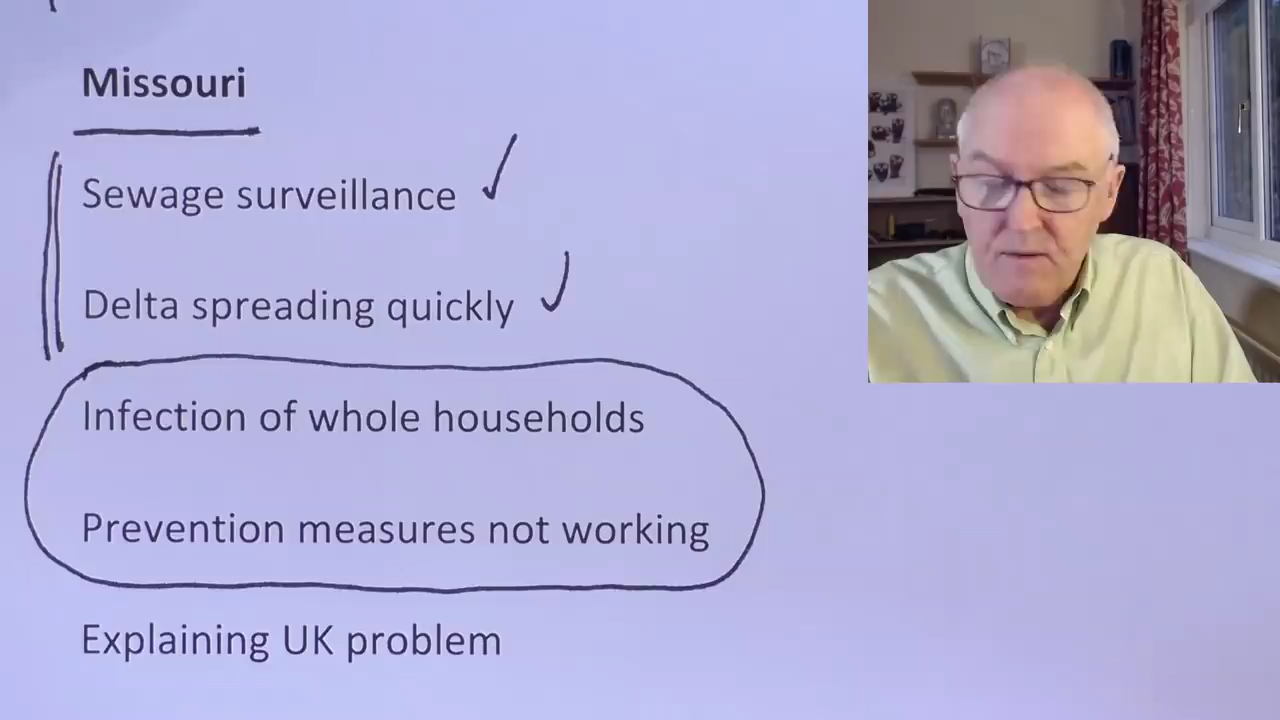 Missouri
Sewage surveillance
Delta spreading quickly
Infection of whole households
Prevention measures not working
Explaining UK problem